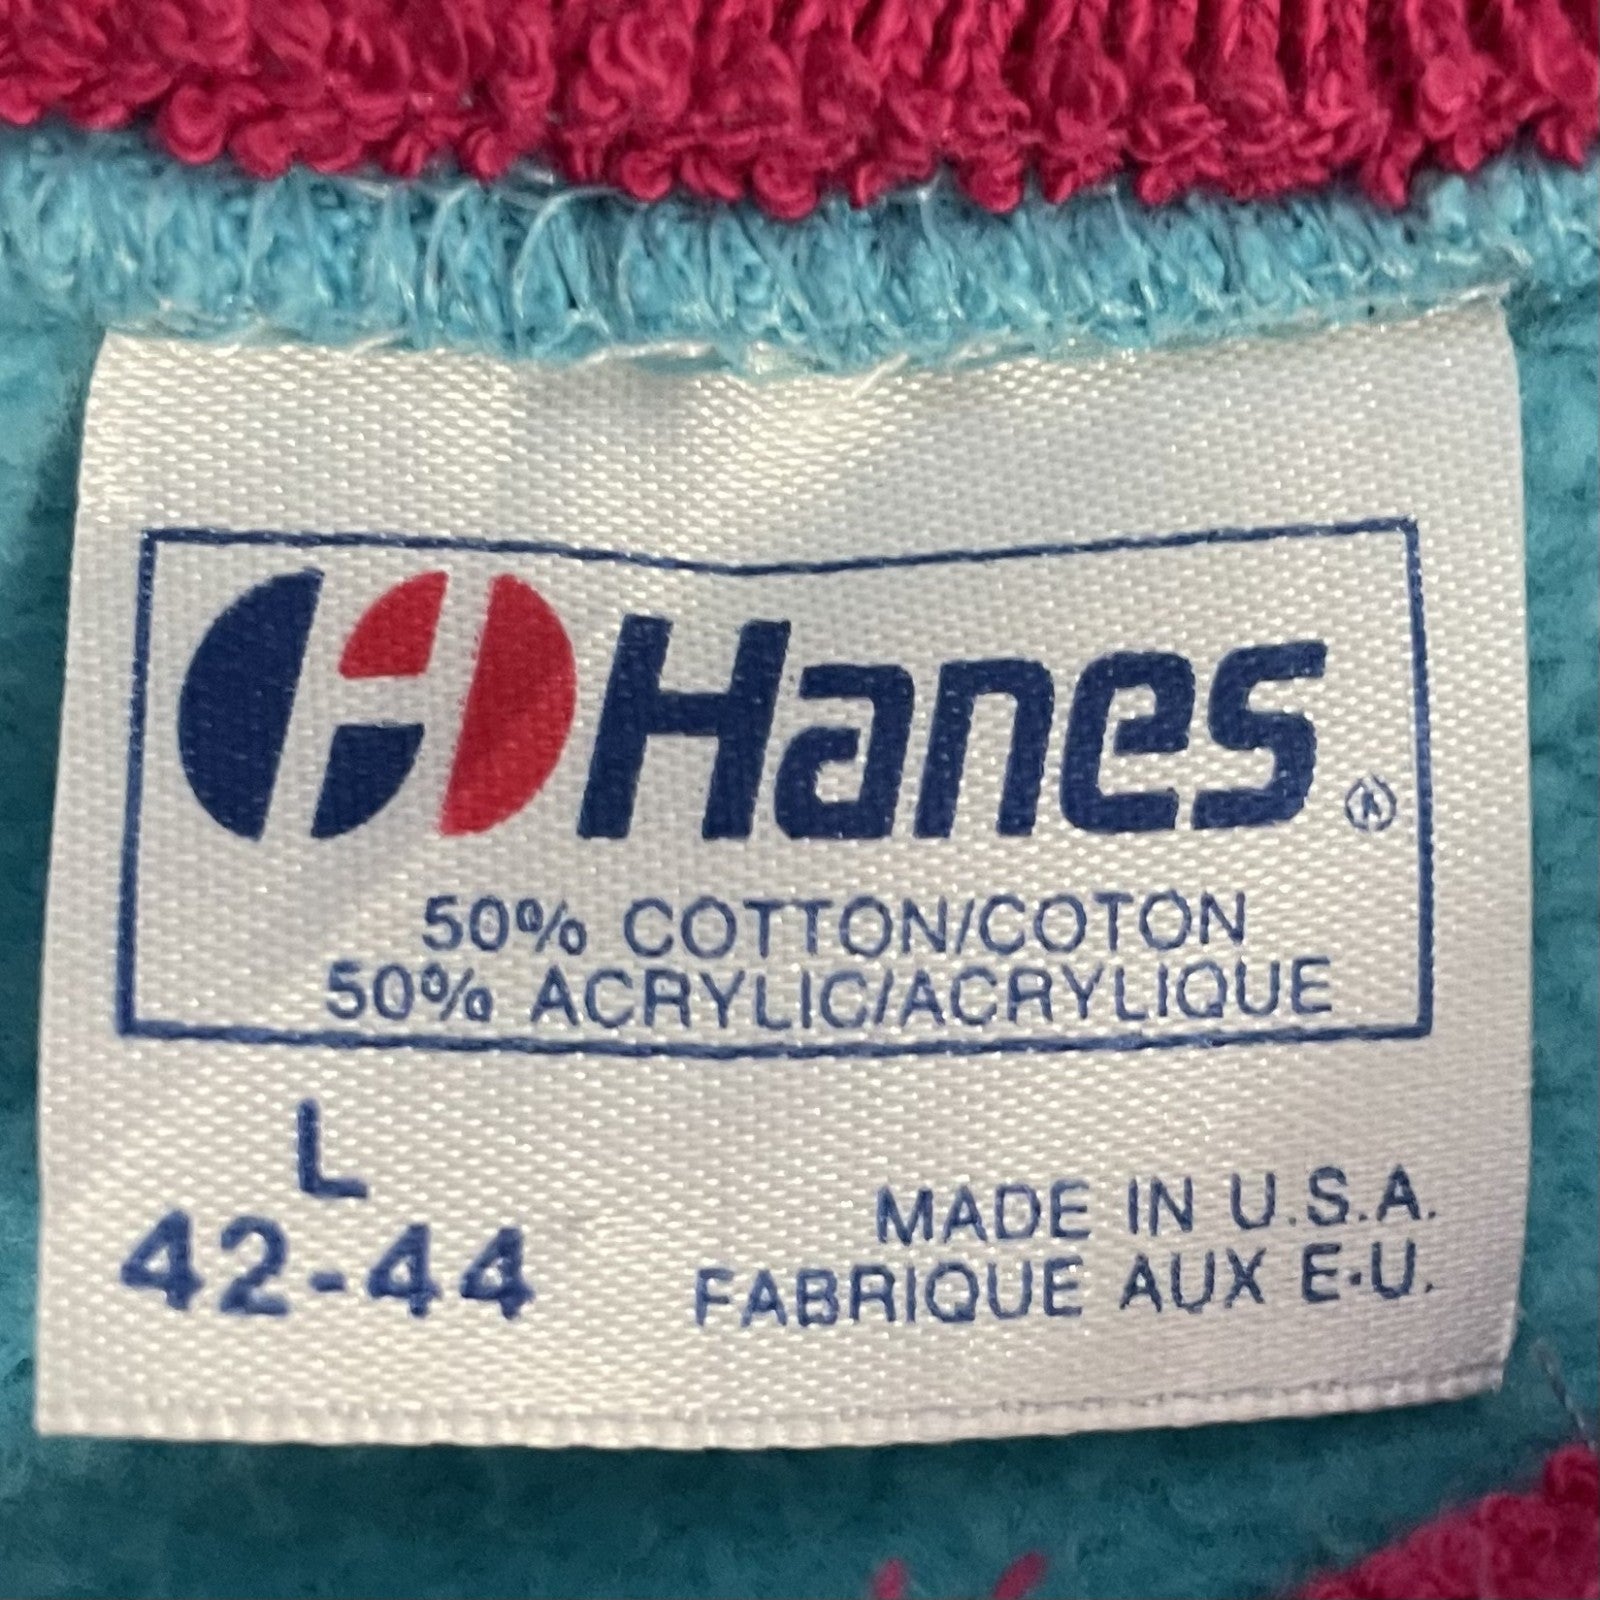 Hanes ®
50% COTTON/COTON
50% ACRYLIC/ACRYLIQUE
L
42-44
MADE IN U.S.A.
FABRIQUE AUX E.U.